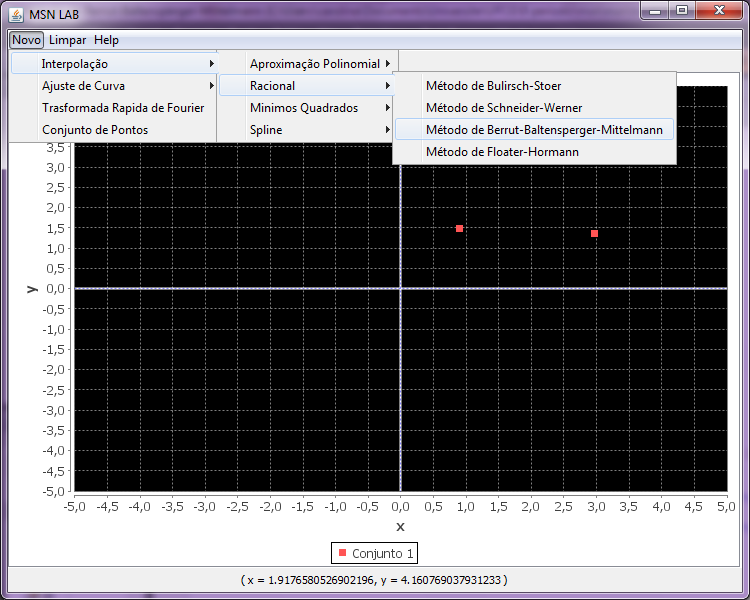 MSN LAB
Novo Limpar Help
Interpolação
Ajuste de Curva
Trasformada Rapida de Fourier
Conjunto de Pontos
Aproximação Polinomial
Racional
Minimos Quadrados
Spline
Método de Bulirsch-Stoer
Método de Schneider-Werner
Método de Berrut-Baltensperger-Mittelmann
Método de Floater-Hormann
3,5
3,0
2,5
2,0
1,5
1,0
0,5
0,0
-0,5
-1,0
-1,5
-2,0
-2,5
-3,0
-3,5
-4,0
-4,5
-5,0
y
-5,0 -4,5 -4,0 -3,5 -3,0 -2,5 -2,0 -1,5 -1,0 -0,5 0,0 0,5 1,0 1,5 2,0 2,5 3,0 3,5 4,0 4,5 5,0
x
Conjunto 1
( x = 1.9176580526902196, y = 4.160769037931233 )